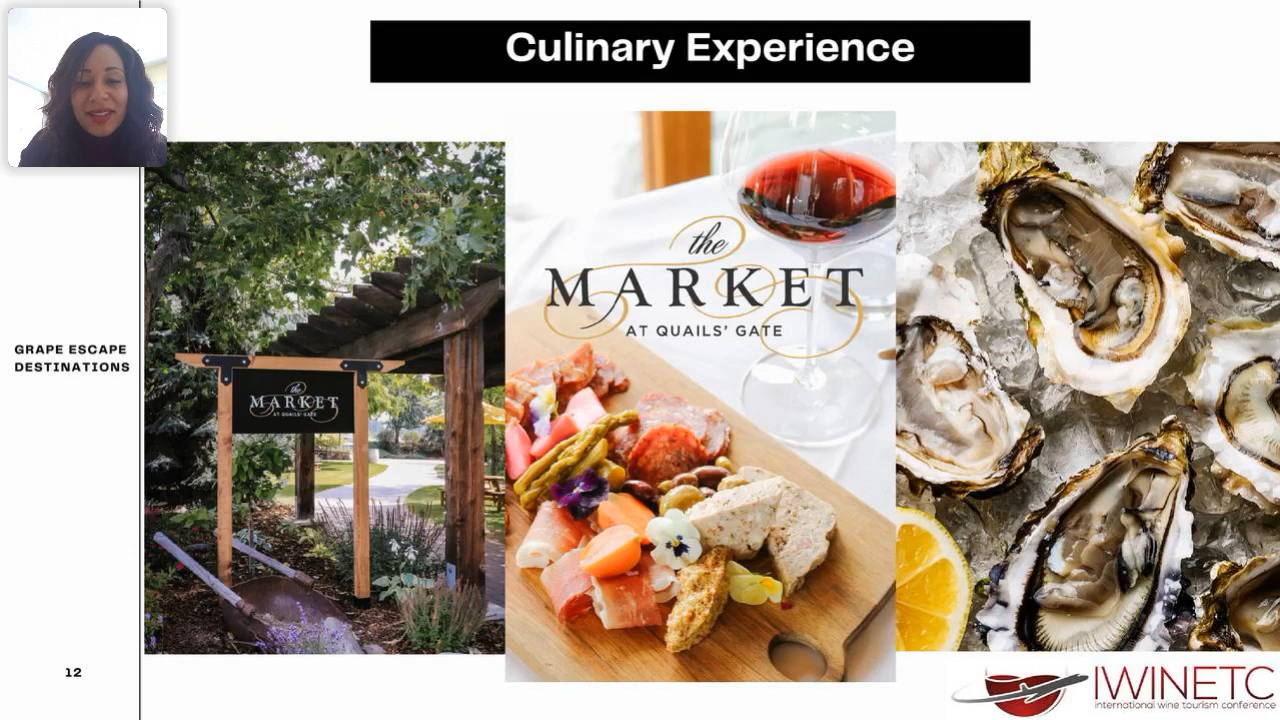 Culinary Experience
GRAPE ESCAPE
DESTINATIONS
the
MARKET
AT QUAILS' GATE
the
MARKET
AT QUAILS' GATE
12
IWINETC
international wine tourism conference